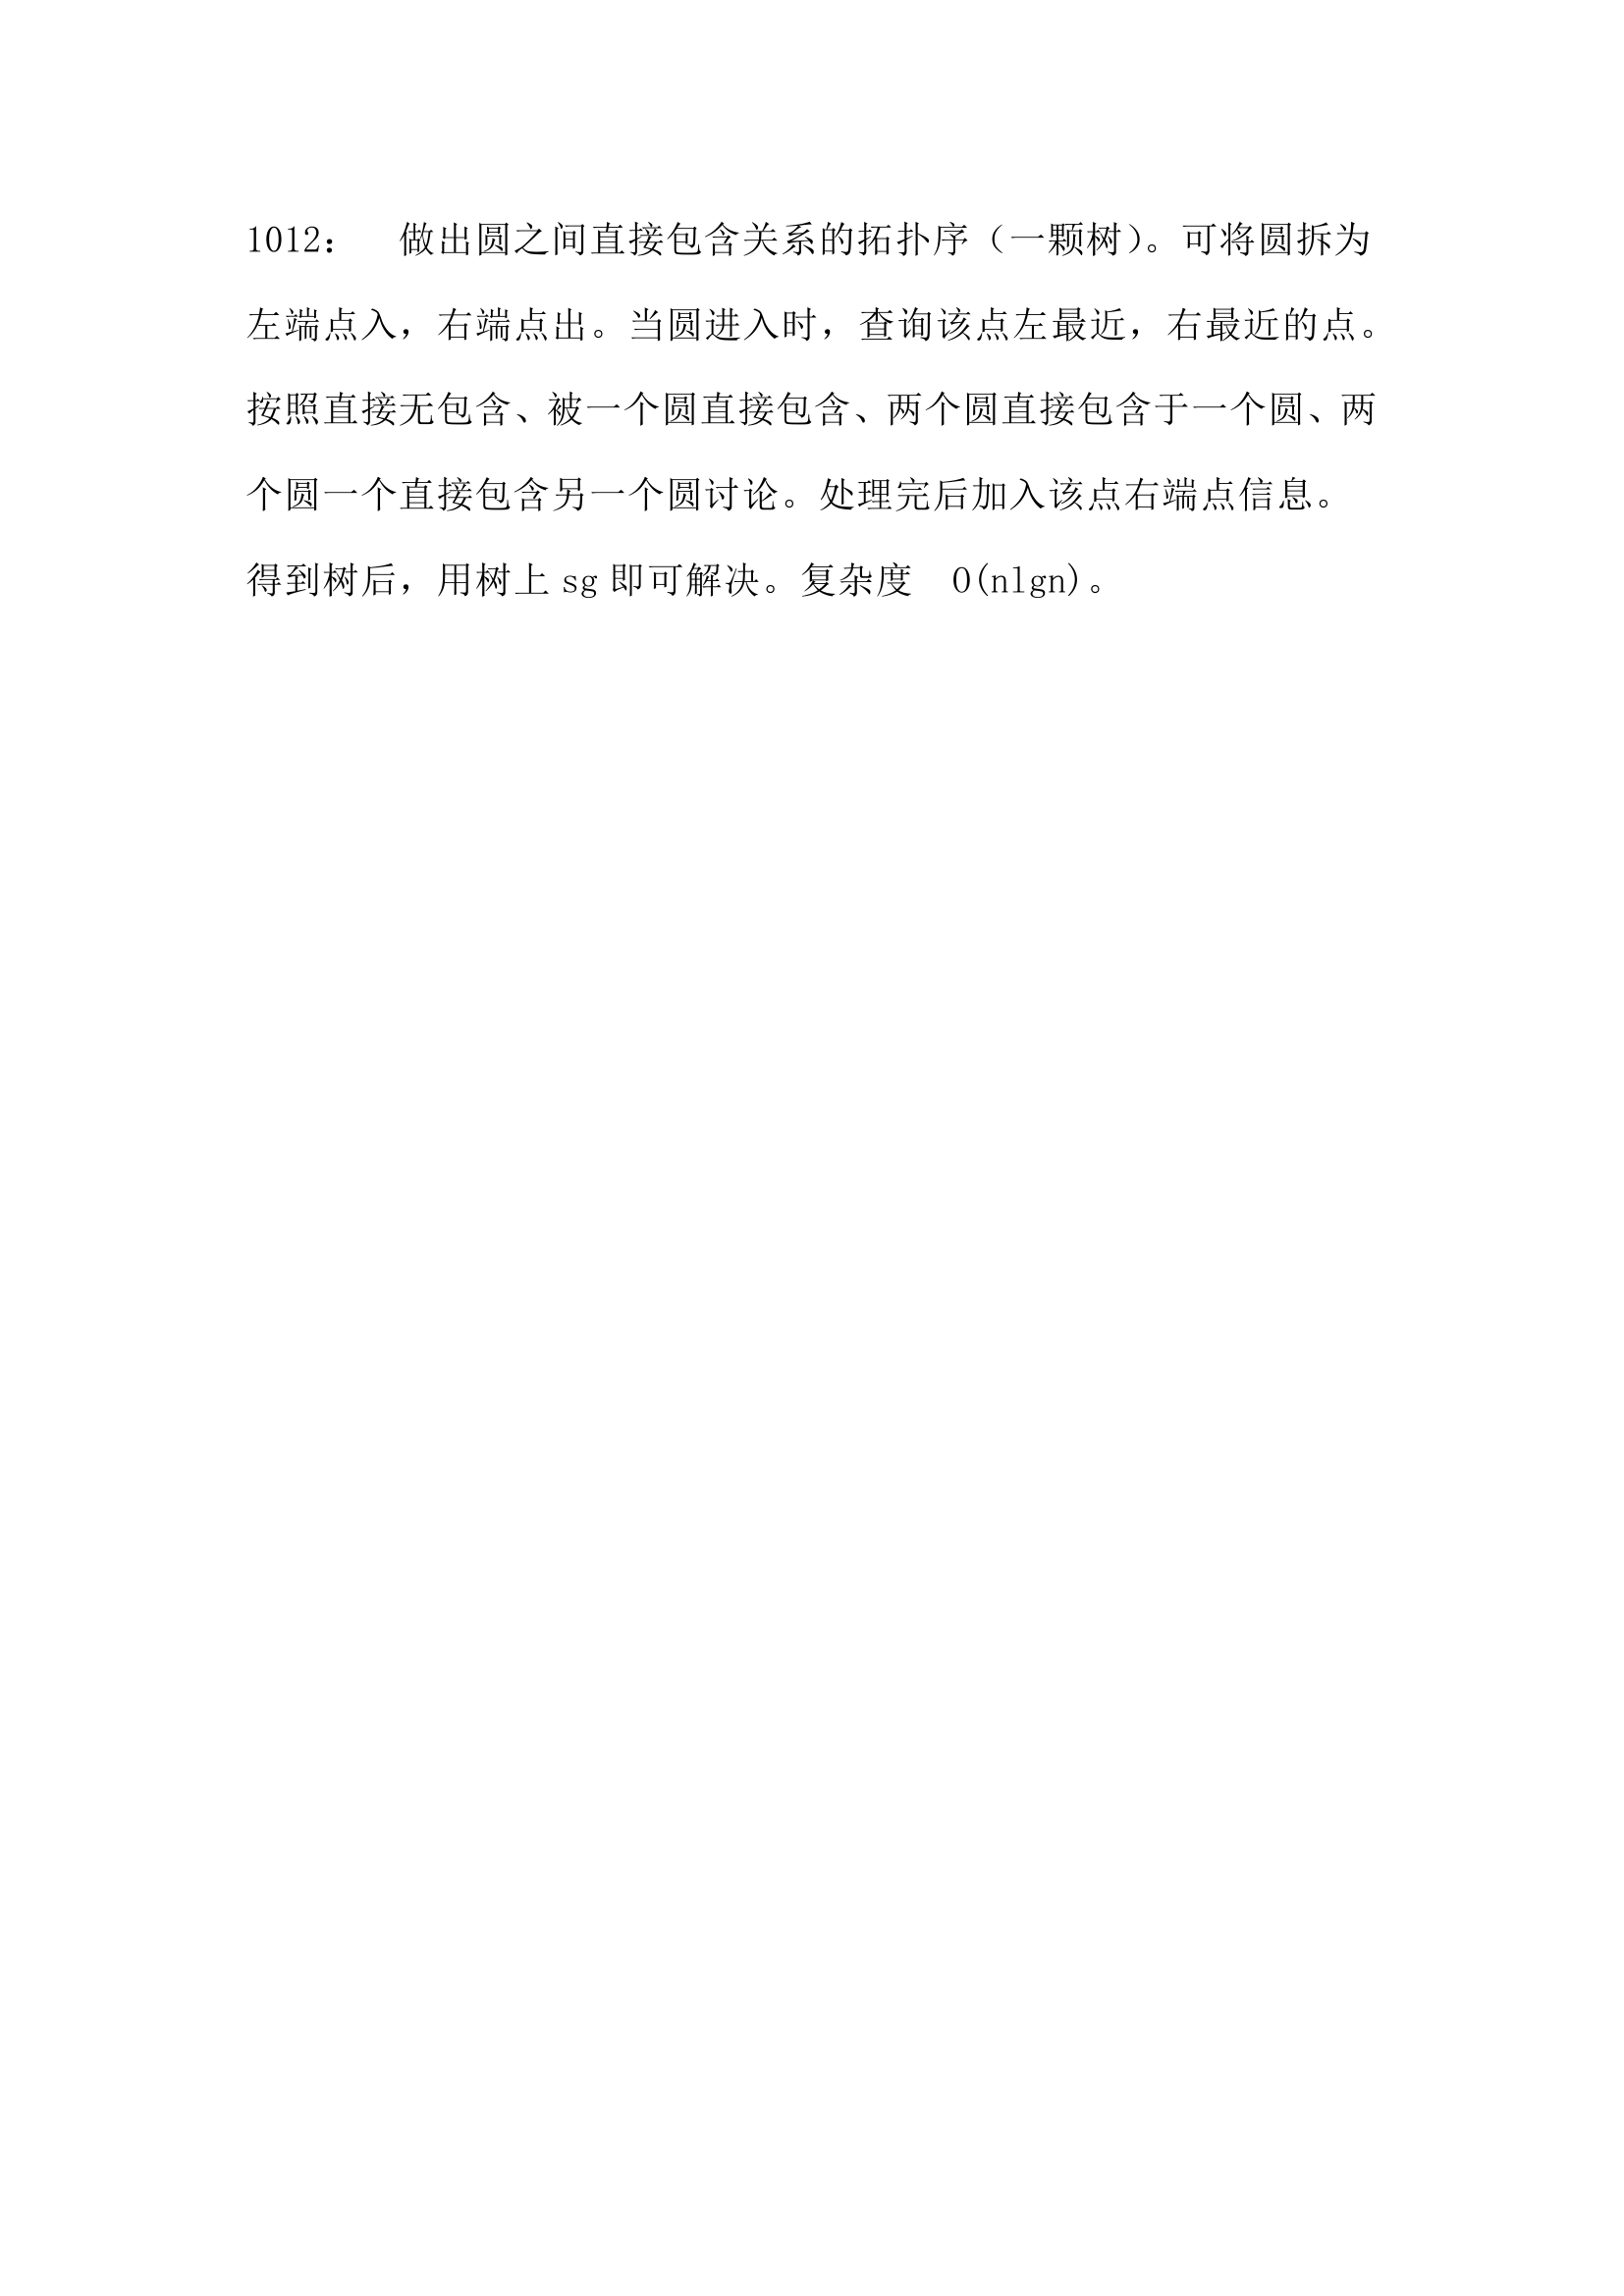 1012:  做出圆之间直接包含关系的拓扑序（一颗树）。可将圆拆为
左端点入，右端点出。当圆进入时，查询该点左最近，右最近的点。
按照直接无包含、被一个圆直接包含、两个圆直接包含于一个圆、两
个圆一个直接包含另一个圆讨论。处理完后加入该点右端点信息。
得到树后，用树上 sg 即可解决。复杂度  O(nlgn)。